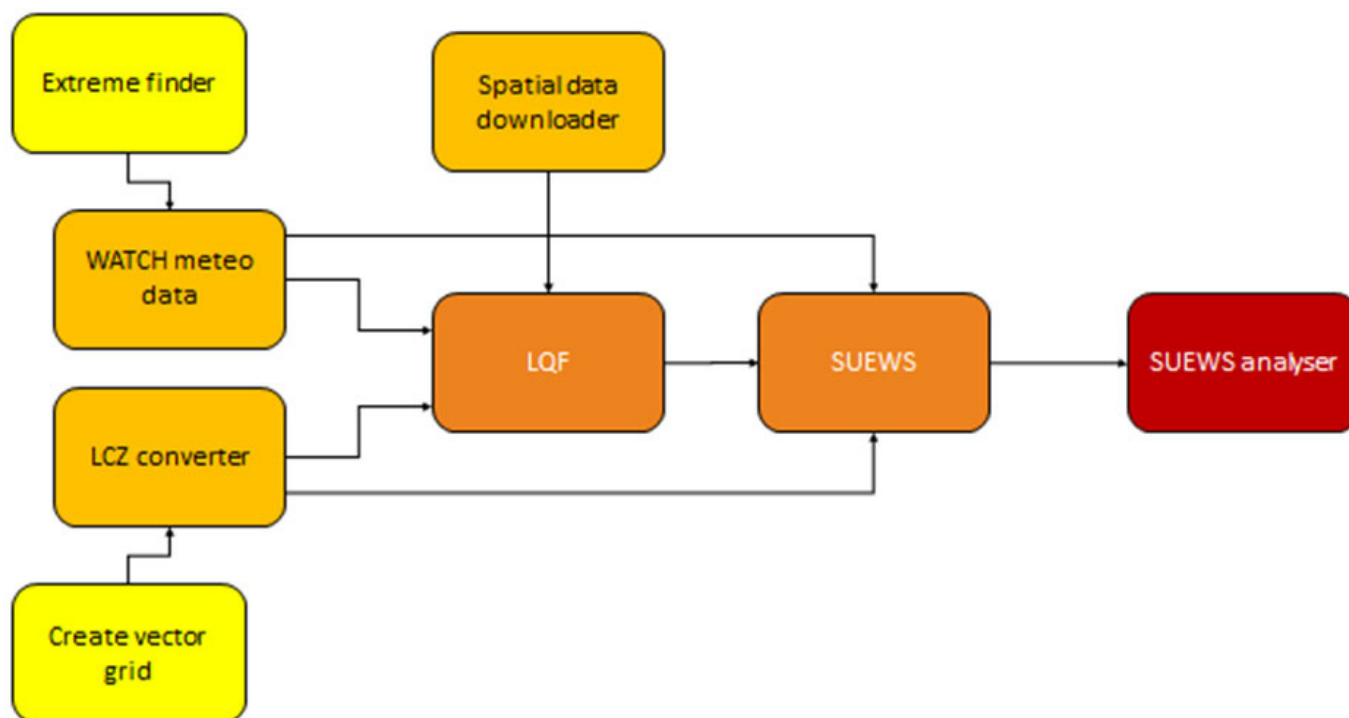 Extreme finder
Spatial data
downloader
WATCH meteo
data
LQF
SUEWS
SUEWS analyser
LCZ converter
Create vector
grid